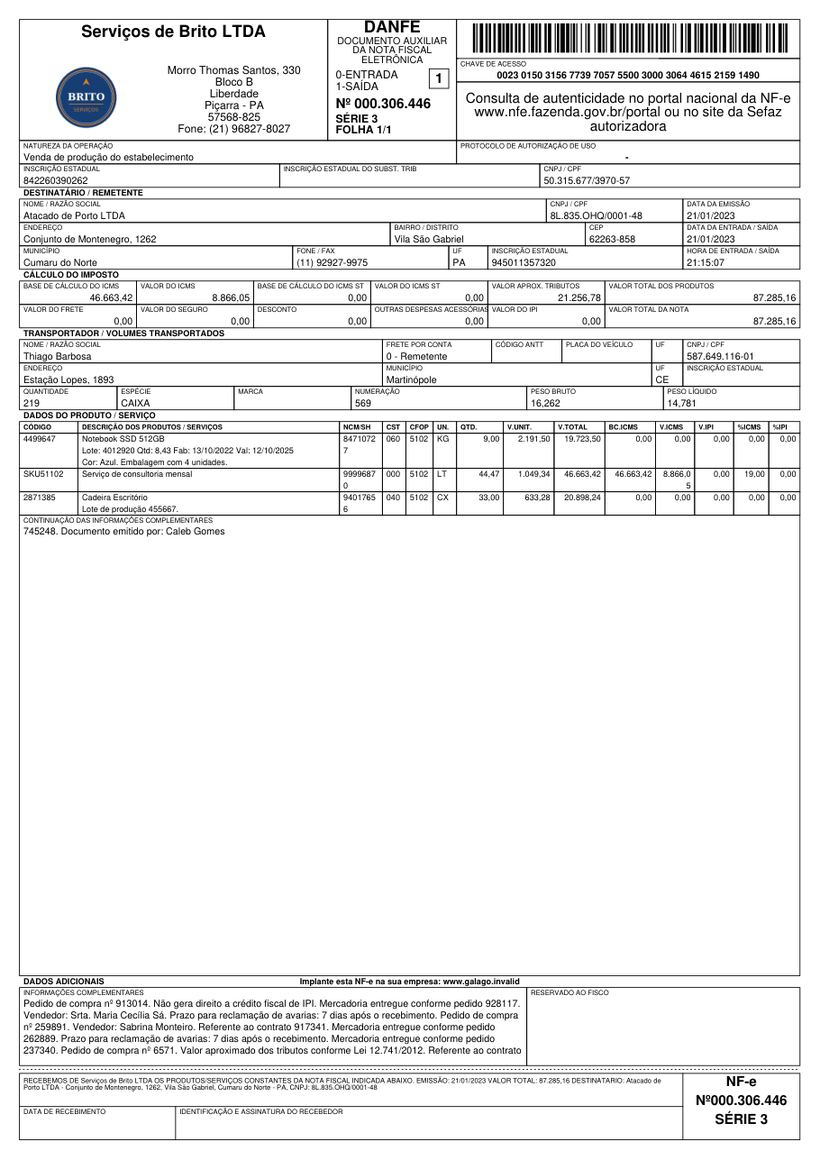 Serviços de Brito LTDA
BRITO
SERVIÇOS
Morro Thomas Santos, 330
Bloco B
Liberdade
Piçarra - PA
57568-825
Fone: (21) 96827-8027
DANFE
DOCUMENTO AUXILIAR
DA NOTA FISCAL
ELETRÔNICA
0-ENTRADA
1-SAÍDA
1
Nº 000.306.446
SÉRIE 3
FOLHA 1/1
CHAVE DE ACESSO
0023 0150 3156 7739 7057 5500 3000 3064 4615 2159 1490
Consulta de autenticidade no portal nacional da NF-e
www.nfe.fazenda.gov.br/portal ou no site da Sefaz
autorizadora
NATUREZA DA OPERAÇÃO PROTOCOLO DE AUTORIZAÇÃO DE USO
Venda de produção do estabelecimento -
INSCRIÇÃO ESTADUAL INSCRIÇÃO ESTADUAL DO SUBST. TRIB CNPJ / CPF
842260390262 50.315.677/3970-57
DESTINATÁRIO / REMETENTE
NOME / RAZÃO SOCIAL CNPJ / CPF DATA DA EMISSÃO
Atacado de Porto LTDA 8L.835.OHQ/0001-48 21/01/2023
ENDEREÇO BAIRRO / DISTRITO CEP DATA DA ENTRADA / SAÍDA
Conjunto de Montenegro, 1262 Vila São Gabriel 62263-858 21/01/2023
MUNICÍPIO FONE / FAX UF INSCRIÇÃO ESTADUAL HORA DE ENTRADA / SAÍDA
Cumaru do Norte (11) 92927-9975 PA 945011357320 21:15:07
CÁLCULO DO IMPOSTO
BASE DE CÁLCULO DO ICMS VALOR DO ICMS BASE DE CÁLCULO DO ICMS ST VALOR DO ICMS ST VALOR APROX. TRIBUTOS VALOR TOTAL DOS PRODUTOS
46.663,42 8.866,05 0,00 0,00 21.256,78 87.285,16
VALOR DO FRETE VALOR DO SEGURO DESCONTO OUTRAS DESPESAS ACESSÓRIAS VALOR DO IPI VALOR TOTAL DA NOTA
0,00 0,00 0,00 0,00 0,00 87.285,16
TRANSPORTADOR / VOLUMES TRANSPORTADOS
NOME / RAZÃO SOCIAL FRETE POR CONTA CÓDIGO ANTT PLACA DO VEÍCULO UF CNPJ / CPF
Thiago Barbosa 0 - Remetente 587.649.116-01
ENDEREÇO MUNICÍPIO UF INSCRIÇÃO ESTADUAL
Estação Lopes, 1893 Martinópole CE
QUANTIDADE ESPÉCIE MARCA NUMERAÇÃO PESO BRUTO PESO LÍQUIDO
219 CAIXA 569 16,262 14,781
DADOS DO PRODUTO / SERVIÇO
CÓDIGO DESCRIÇÃO DOS PRODUTOS / SERVIÇOS NCM/SH CST CFOP UN. QTD. V.UNIT. V.TOTAL BC.ICMS V.ICMS V.IPI %ICMS %IPI
4499647 Notebook SSD 512GB 8471072 060 5102 KG 9,00 2.191,50 19.723,50 0,00 0,00 0,00 0,00 0,00
Lote: 4012920 Qtd: 8,43 Fab: 13/10/2022 Val: 12/10/2025 7
Cor: Azul. Embalagem com 4 unidades.
SKU51102 Serviço de consultoria mensal 9999687 000 5102 LT 44,47 1.049,34 46.663,42 46.663,42 8.866,0 0,00 19,00 0,00
0 5
2871385 Cadeira Escritório 9401765 040 5102 CX 33,00 633,28 20.898,24 0,00 0,00 0,00 0,00 0,00
Lote de produção 455667. 6
CONTINUAÇÃO DAS INFORMAÇÕES COMPLEMENTARES
745248. Documento emitido por: Caleb Gomes
DADOS ADICIONAIS Implante esta NF-e na sua empresa: www.galago.invalid
INFORMAÇÕES COMPLEMENTARES RESERVADO AO FISCO
Pedido de compra nº 913014. Não gera direito a crédito fiscal de IPI. Mercadoria entregue conforme pedido 928117.
Vendedor: Srta. Maria Cecília Sá. Prazo para reclamação de avarias: 7 dias após o recebimento. Pedido de compra
nº 259891. Vendedor: Sabrina Monteiro. Referente ao contrato 917341. Mercadoria entregue conforme pedido
262889. Prazo para reclamação de avarias: 7 dias após o recebimento. Mercadoria entregue conforme pedido
237340. Pedido de compra nº 6571. Valor aproximado dos tributos conforme Lei 12.741/2012. Referente ao contrato
RECEBEMOS DE Serviços de Brito LTDA OS PRODUTOS/SERVIÇOS CONSTANTES DA NOTA FISCAL INDICADA ABAIXO. EMISSÃO: 21/01/2023 VALOR TOTAL: 87.285,16 DESTINATARIO: Atacado de
Porto LTDA - Conjunto de Montenegro, 1262, Vila São Gabriel, Cumaru do Norte - PA, CNPJ: 8L.835.OHQ/0001-48
DATA DE RECEBIMENTO IDENTIFICAÇÃO E ASSINATURA DO RECEBEDOR
NF-e
Nº000.306.446
SÉRIE 3